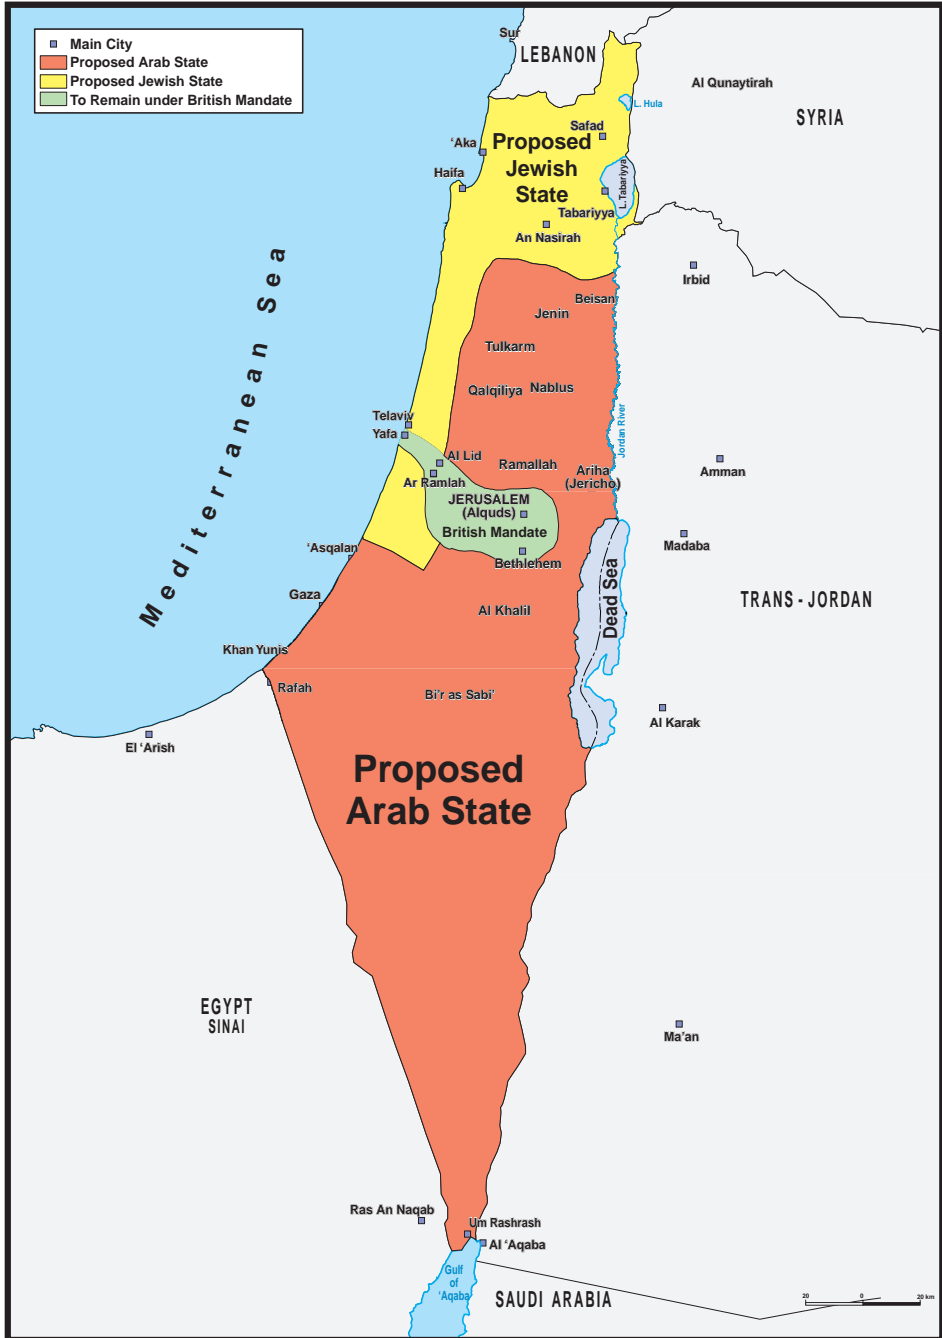 Main City
Proposed Arab State
Proposed Jewish State
To Remain under British Mandate
Sur
LEBANON
Al Qunaytirah
L. Hula
SYRIA
Safad
‘Aka
Proposed
Jewish
State
Haifa
L.Tabariyya
Tabariyya
An Nasirah
Mediterranean Sea
Irbid
Beisan
Jenin
Tulkarm
Qalqiliya
Nablus
Jordan River
Telaviv
Yafa
Al Lid
Ar Ramlah
Ramallah
Ariha
(Jericho)
Amman
JERUSALEM
(Alquds)
British Mandate
Madaba
‘Asqalan
Bethlehem
Dead Sea
Gaza
Al Khalil
TRANS - JORDAN
Khan Yunis
Rafah
Bi’r as Sabi’
Al Karak
El ‘Arish
Proposed
Arab State
EGYPT
SINAI
Ma’an
Ras An Naqab
Um Rashrash
Al ‘Aqaba
Gulf
of
‘Aqaba
SAUDI ARABIA
20 0 20 km